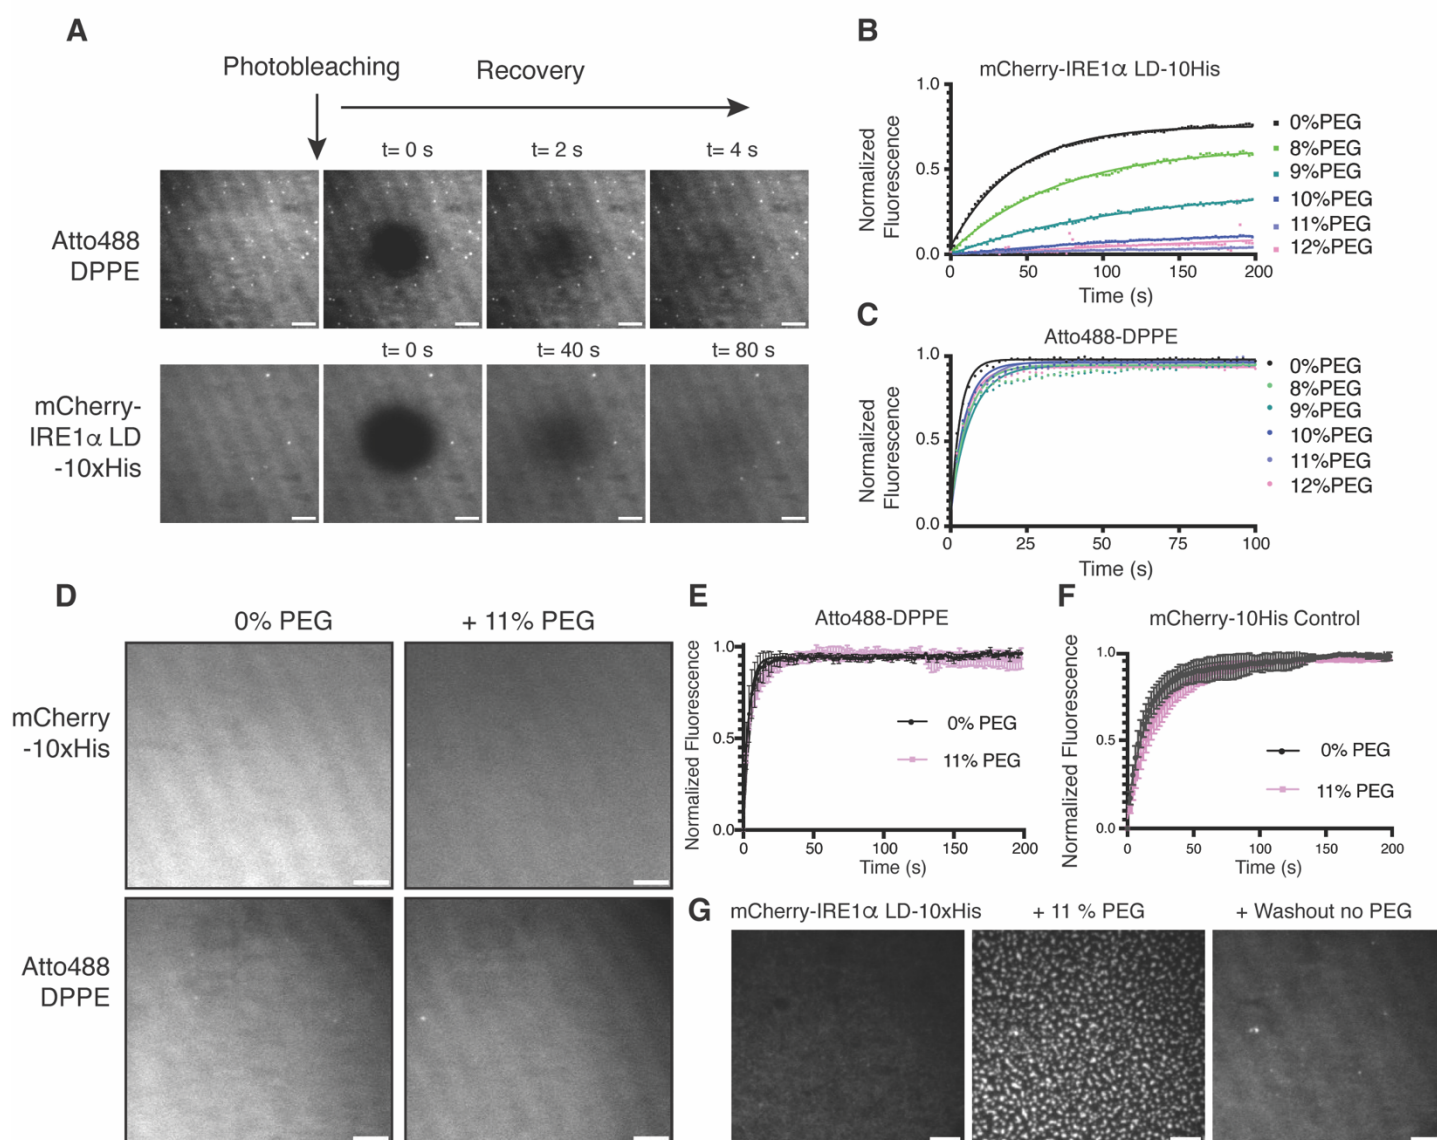 A
Photobleaching
Recovery
t= 0 s
t= 2 s
t= 4 s
Atto488
DPPE
t= 0 s
t= 40 s
t= 80 s
mCherry-
IRE1α LD
-10xHis
B
mCherry-IRE1α LD-10His
Normalized
Fluorescence
1.0
0.5
0.0
0
50
100
150
200
Time (s)
0%PEG
8%PEG
9%PEG
10%PEG
11%PEG
12%PEG
C
Atto488-DPPE
Normalized
Fluorescence
1.0
0.5
0.0
0
25
50
75
100
Time (s)
0%PEG
8%PEG
9%PEG
10%PEG
11%PEG
12%PEG
D
0% PEG
+ 11% PEG
mCherry
-10xHis
Atto488
DPPE
E
Atto488-DPPE
Normalized Fluorescence
1.0
0.5
0.0
0
50
100
150
200
Time (s)
0% PEG
11% PEG
F
mCherry-10His Control
Normalized Fluorescence
1.0
0.5
0.0
0
50
100
150
200
Time (s)
0% PEG
11% PEG
G
mCherry-IRE1α LD-10xHis
+ 11 % PEG
+ Washout no PEG